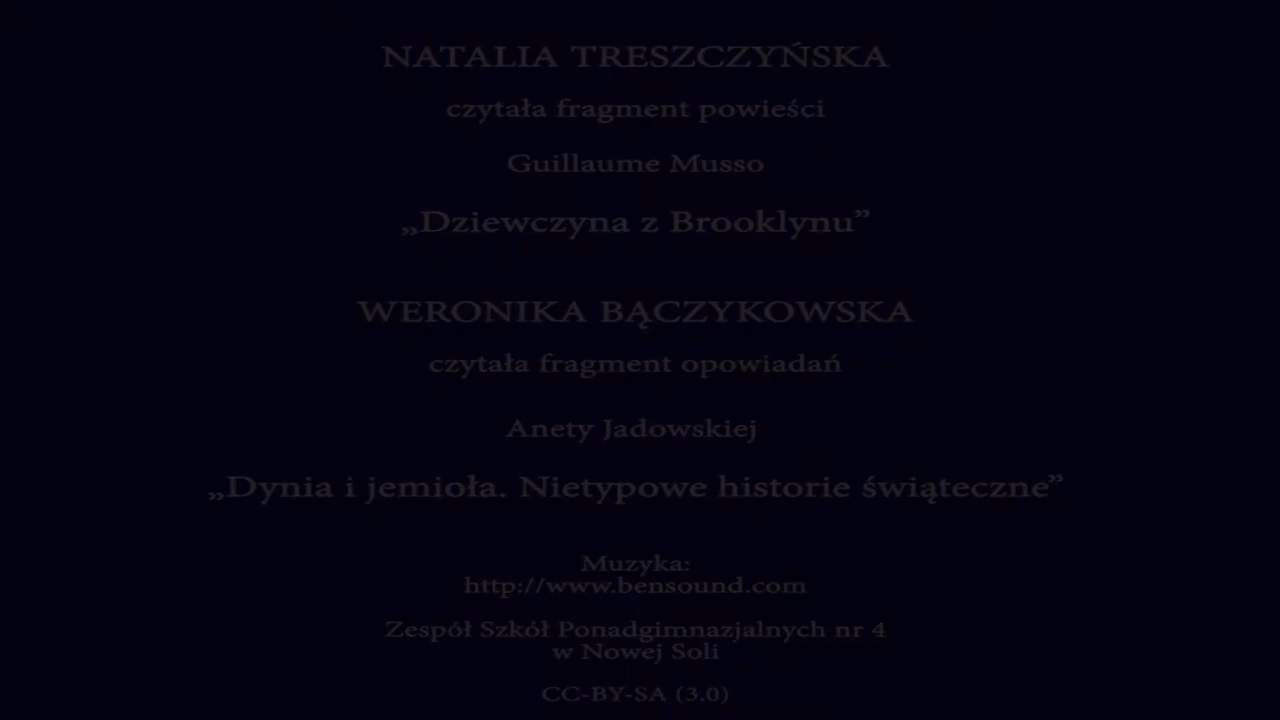 NATALIA TRESZCZYŃSKA
czytała fragment powieści
Guillaume Musso
„Dziewczyna z Brooklynu”
WERONIKA BĄCZYKOWSKA
czytała fragment opowiadań
Anety Jadowskiej
„Dynia i jemioła. Nietypowe historie świąteczne”
Muzyka:
http://www.bensound.com
Zespół Szkół Ponadgimnazjalnych nr 4
w Nowej Soli
CC-BY-SA (3.0)